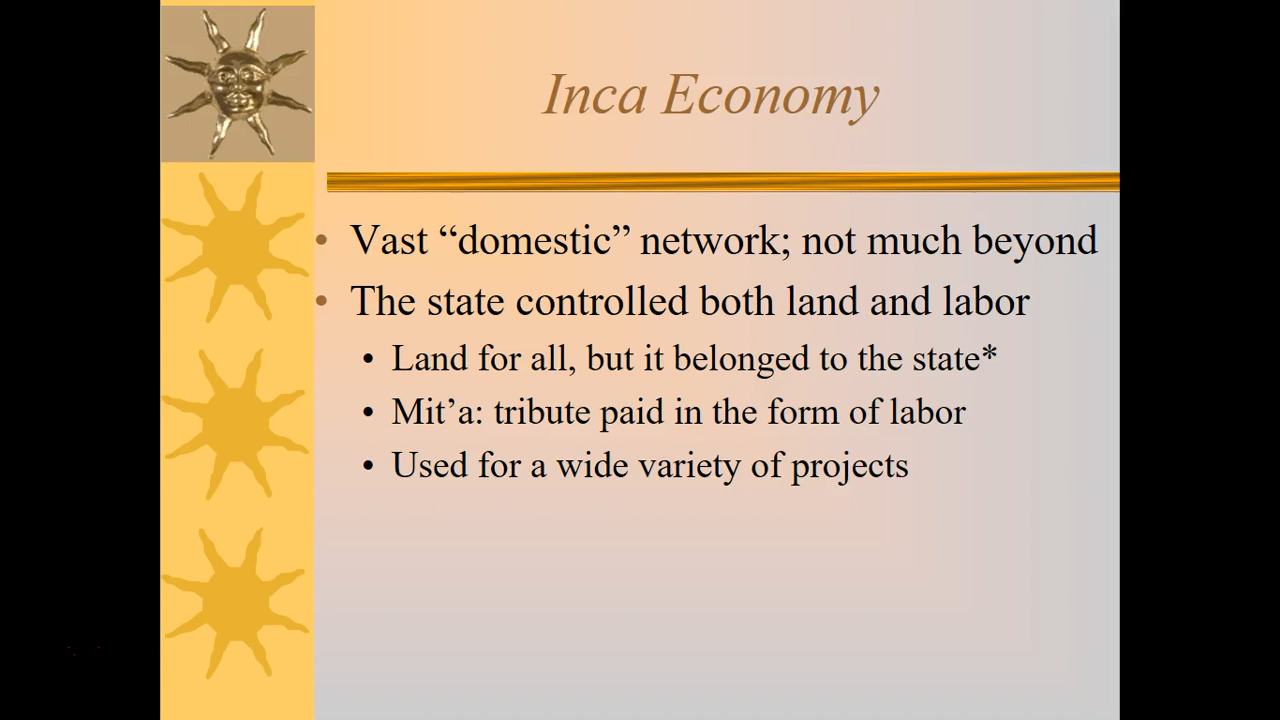 Inca Economy
• Vast “domestic” network; not much beyond
• The state controlled both land and labor
• Land for all, but it belonged to the state*
• Mit’a: tribute paid in the form of labor
• Used for a wide variety of projects